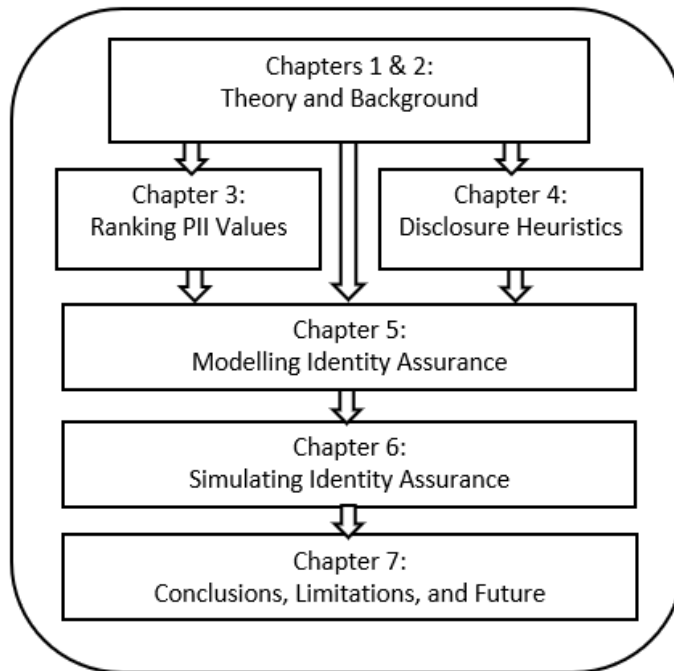 Chapters 1 & 2:
Theory and Background
Chapter 3:
Ranking PII Values
Chapter 4:
Disclosure Heuristics
Chapter 5:
Modelling Identity Assurance
Chapter 6:
Simulating Identity Assurance
Chapter 7:
Conclusions, Limitations, and Future